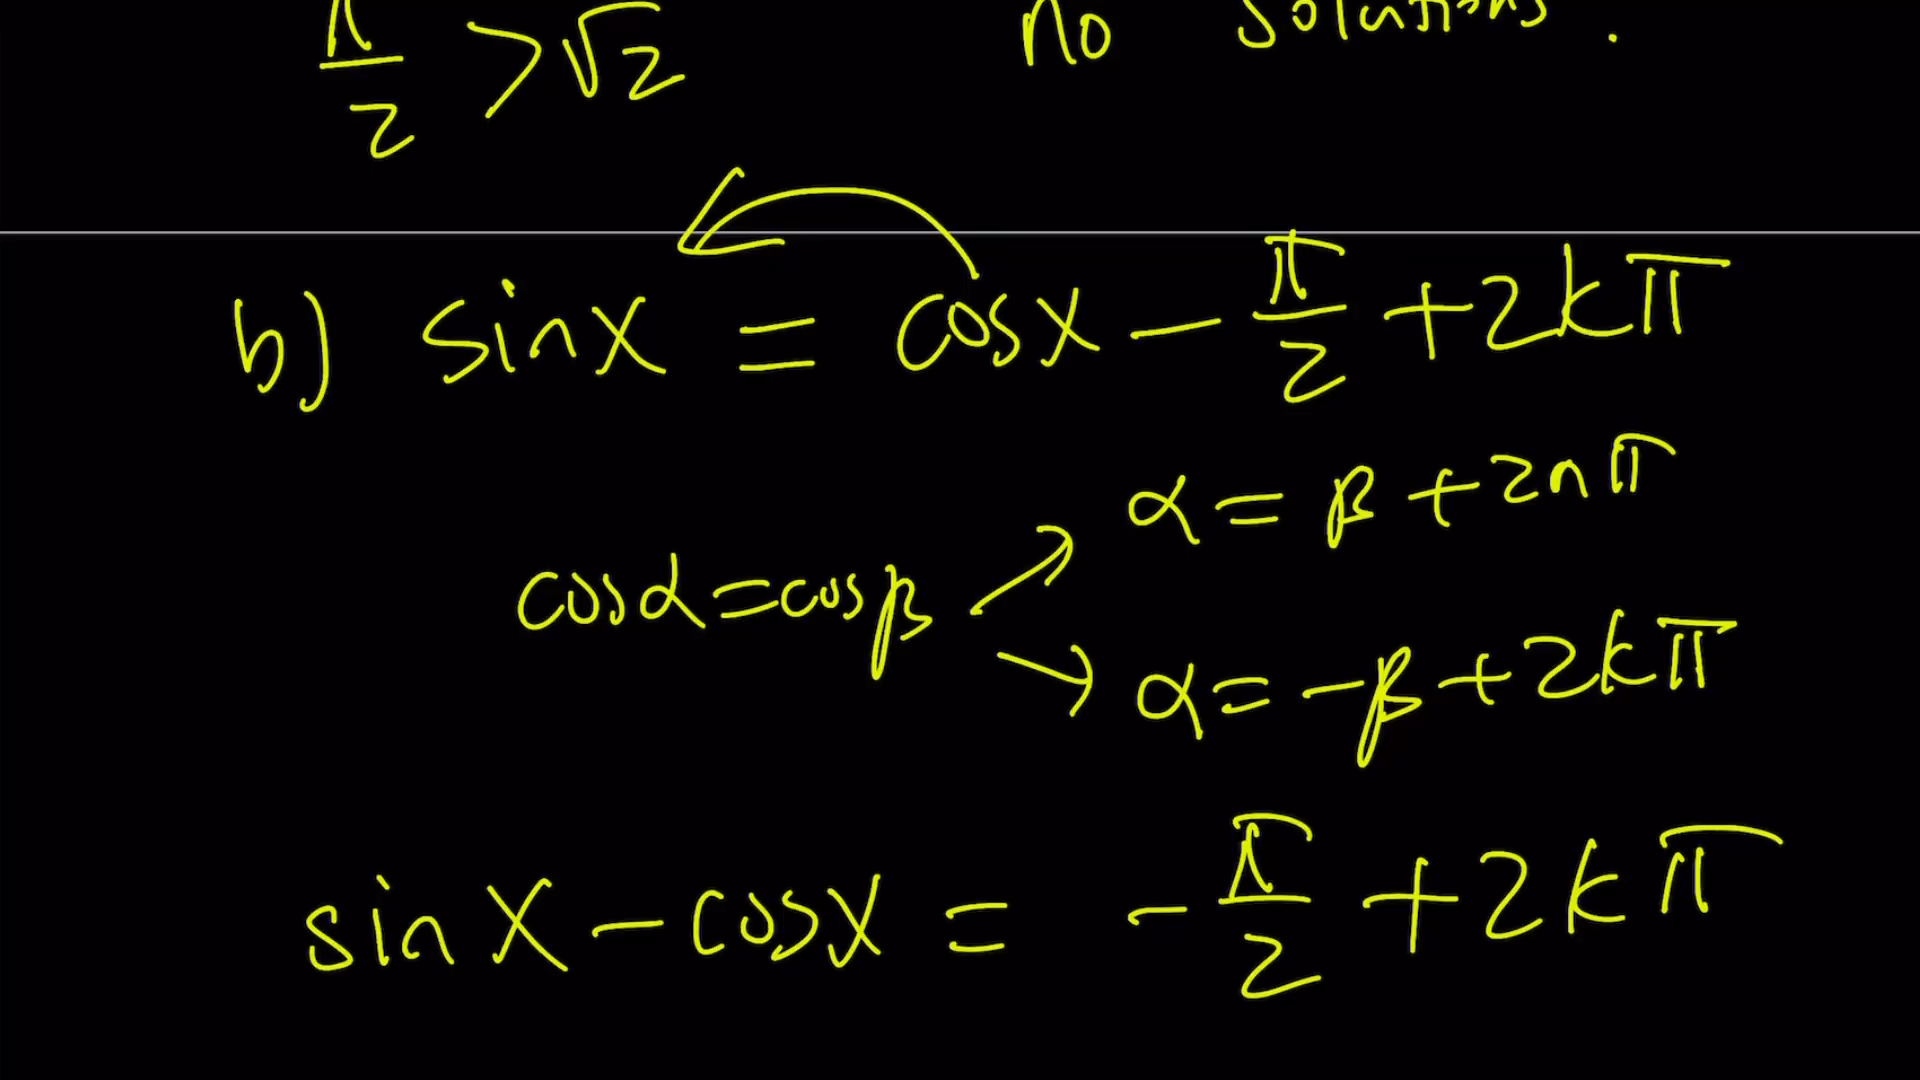 π/2 > √2 no solutions.
b) sinx = cosx - π/2 + 2kπ
α = β + 2nπ
cosα = cosβ
α = -β + 2kπ
sinx - cosx = - π/2 + 2kπ